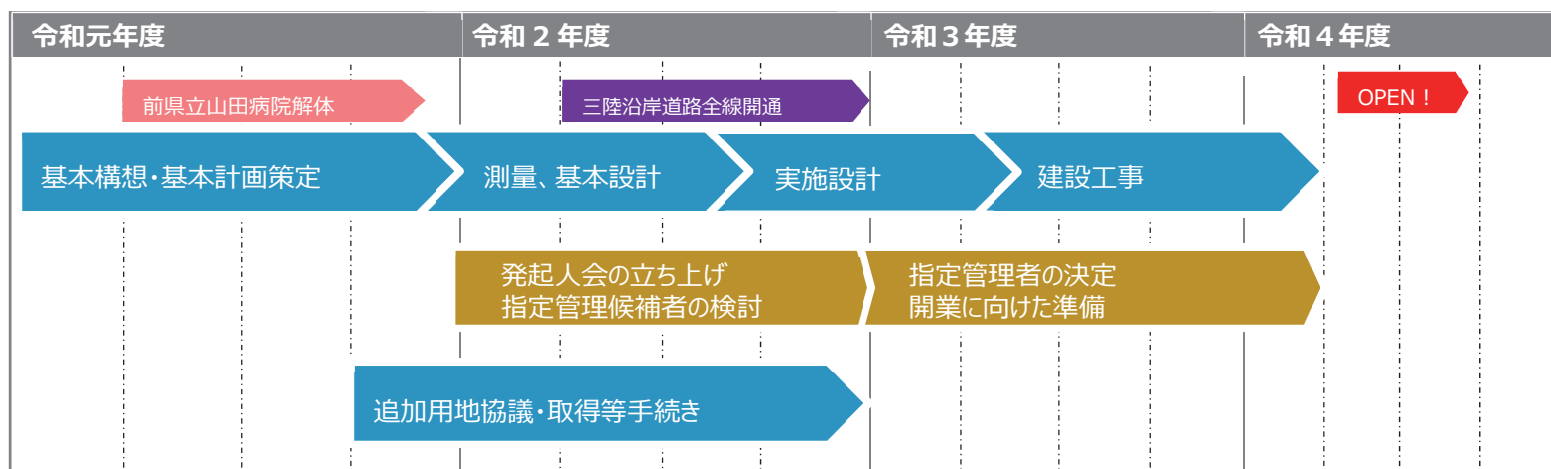 令和元年度
令和２年度
令和３年度
令和４年度
前県立山田病院解体
三陸沿岸道路全線開通
OPEN！
基本構想・基本計画策定
測量、基本設計
実施設計
建設工事
発起人会の立ち上げ
指定管理候補者の検討
指定管理者の決定
開業に向けた準備
追加用地協議・取得等手続き